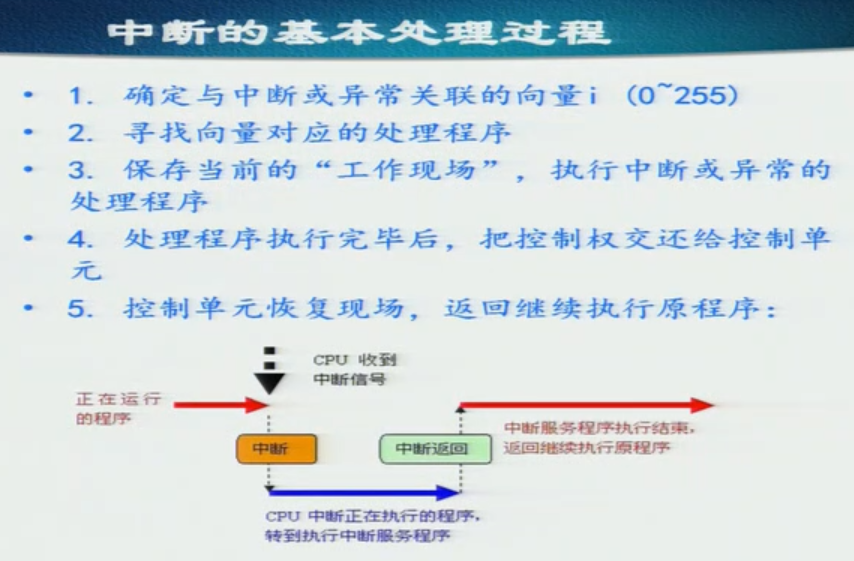 中断的基本处理过程
• 1. 确定与中断或异常关联的向量i（0~255）
• 2. 寻找向量对应的处理程序
• 3. 保存当前的“工作现场”，执行中断或异常的
处理程序
• 4. 处理程序执行完毕后，把控制权交还给控制单
元
• 5. 控制单元恢复现场，返回继续执行原程序：
CPU 收到
中断信号
正在运行
的程序
中断
中断返回
中断服务程序执行结束，
返回继续执行原程序
CPU 中断正在执行的程序，
转到执行中断服务程序